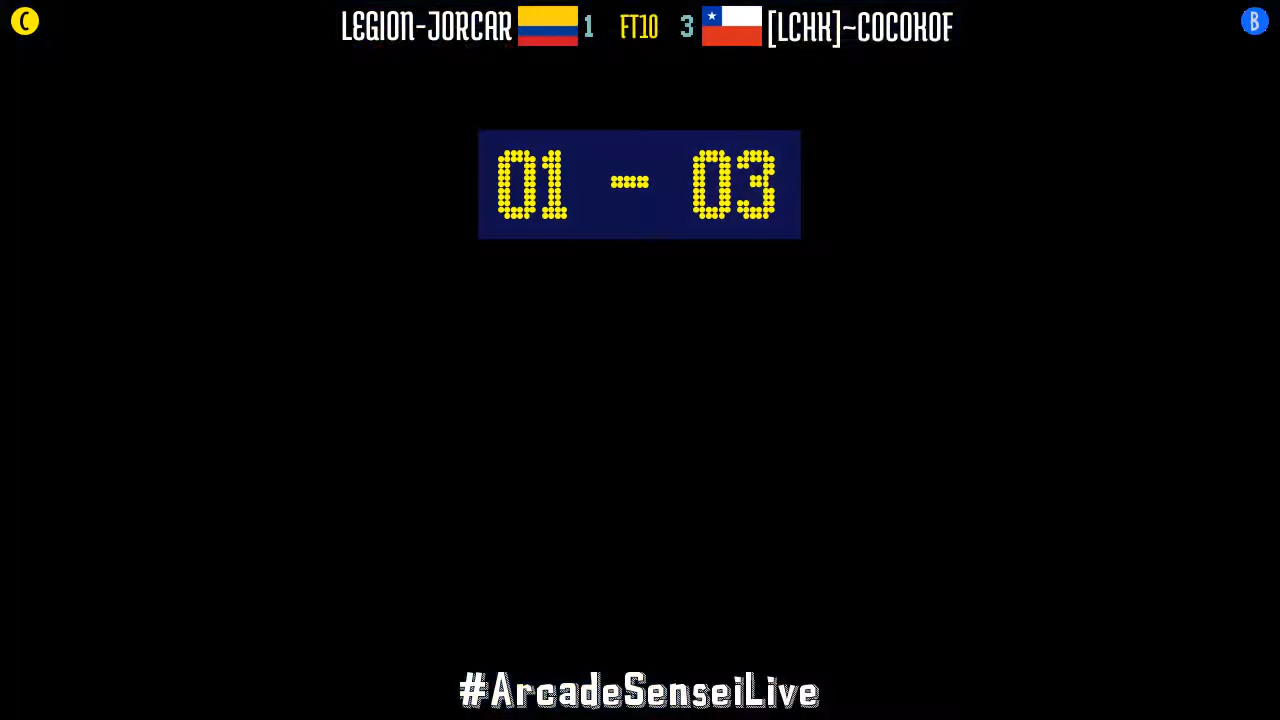 C LEGION-JORCAR 1 FT10 3 [LCHK]~COCOKOF B
01 - 03
#ArcadeSenseiLive